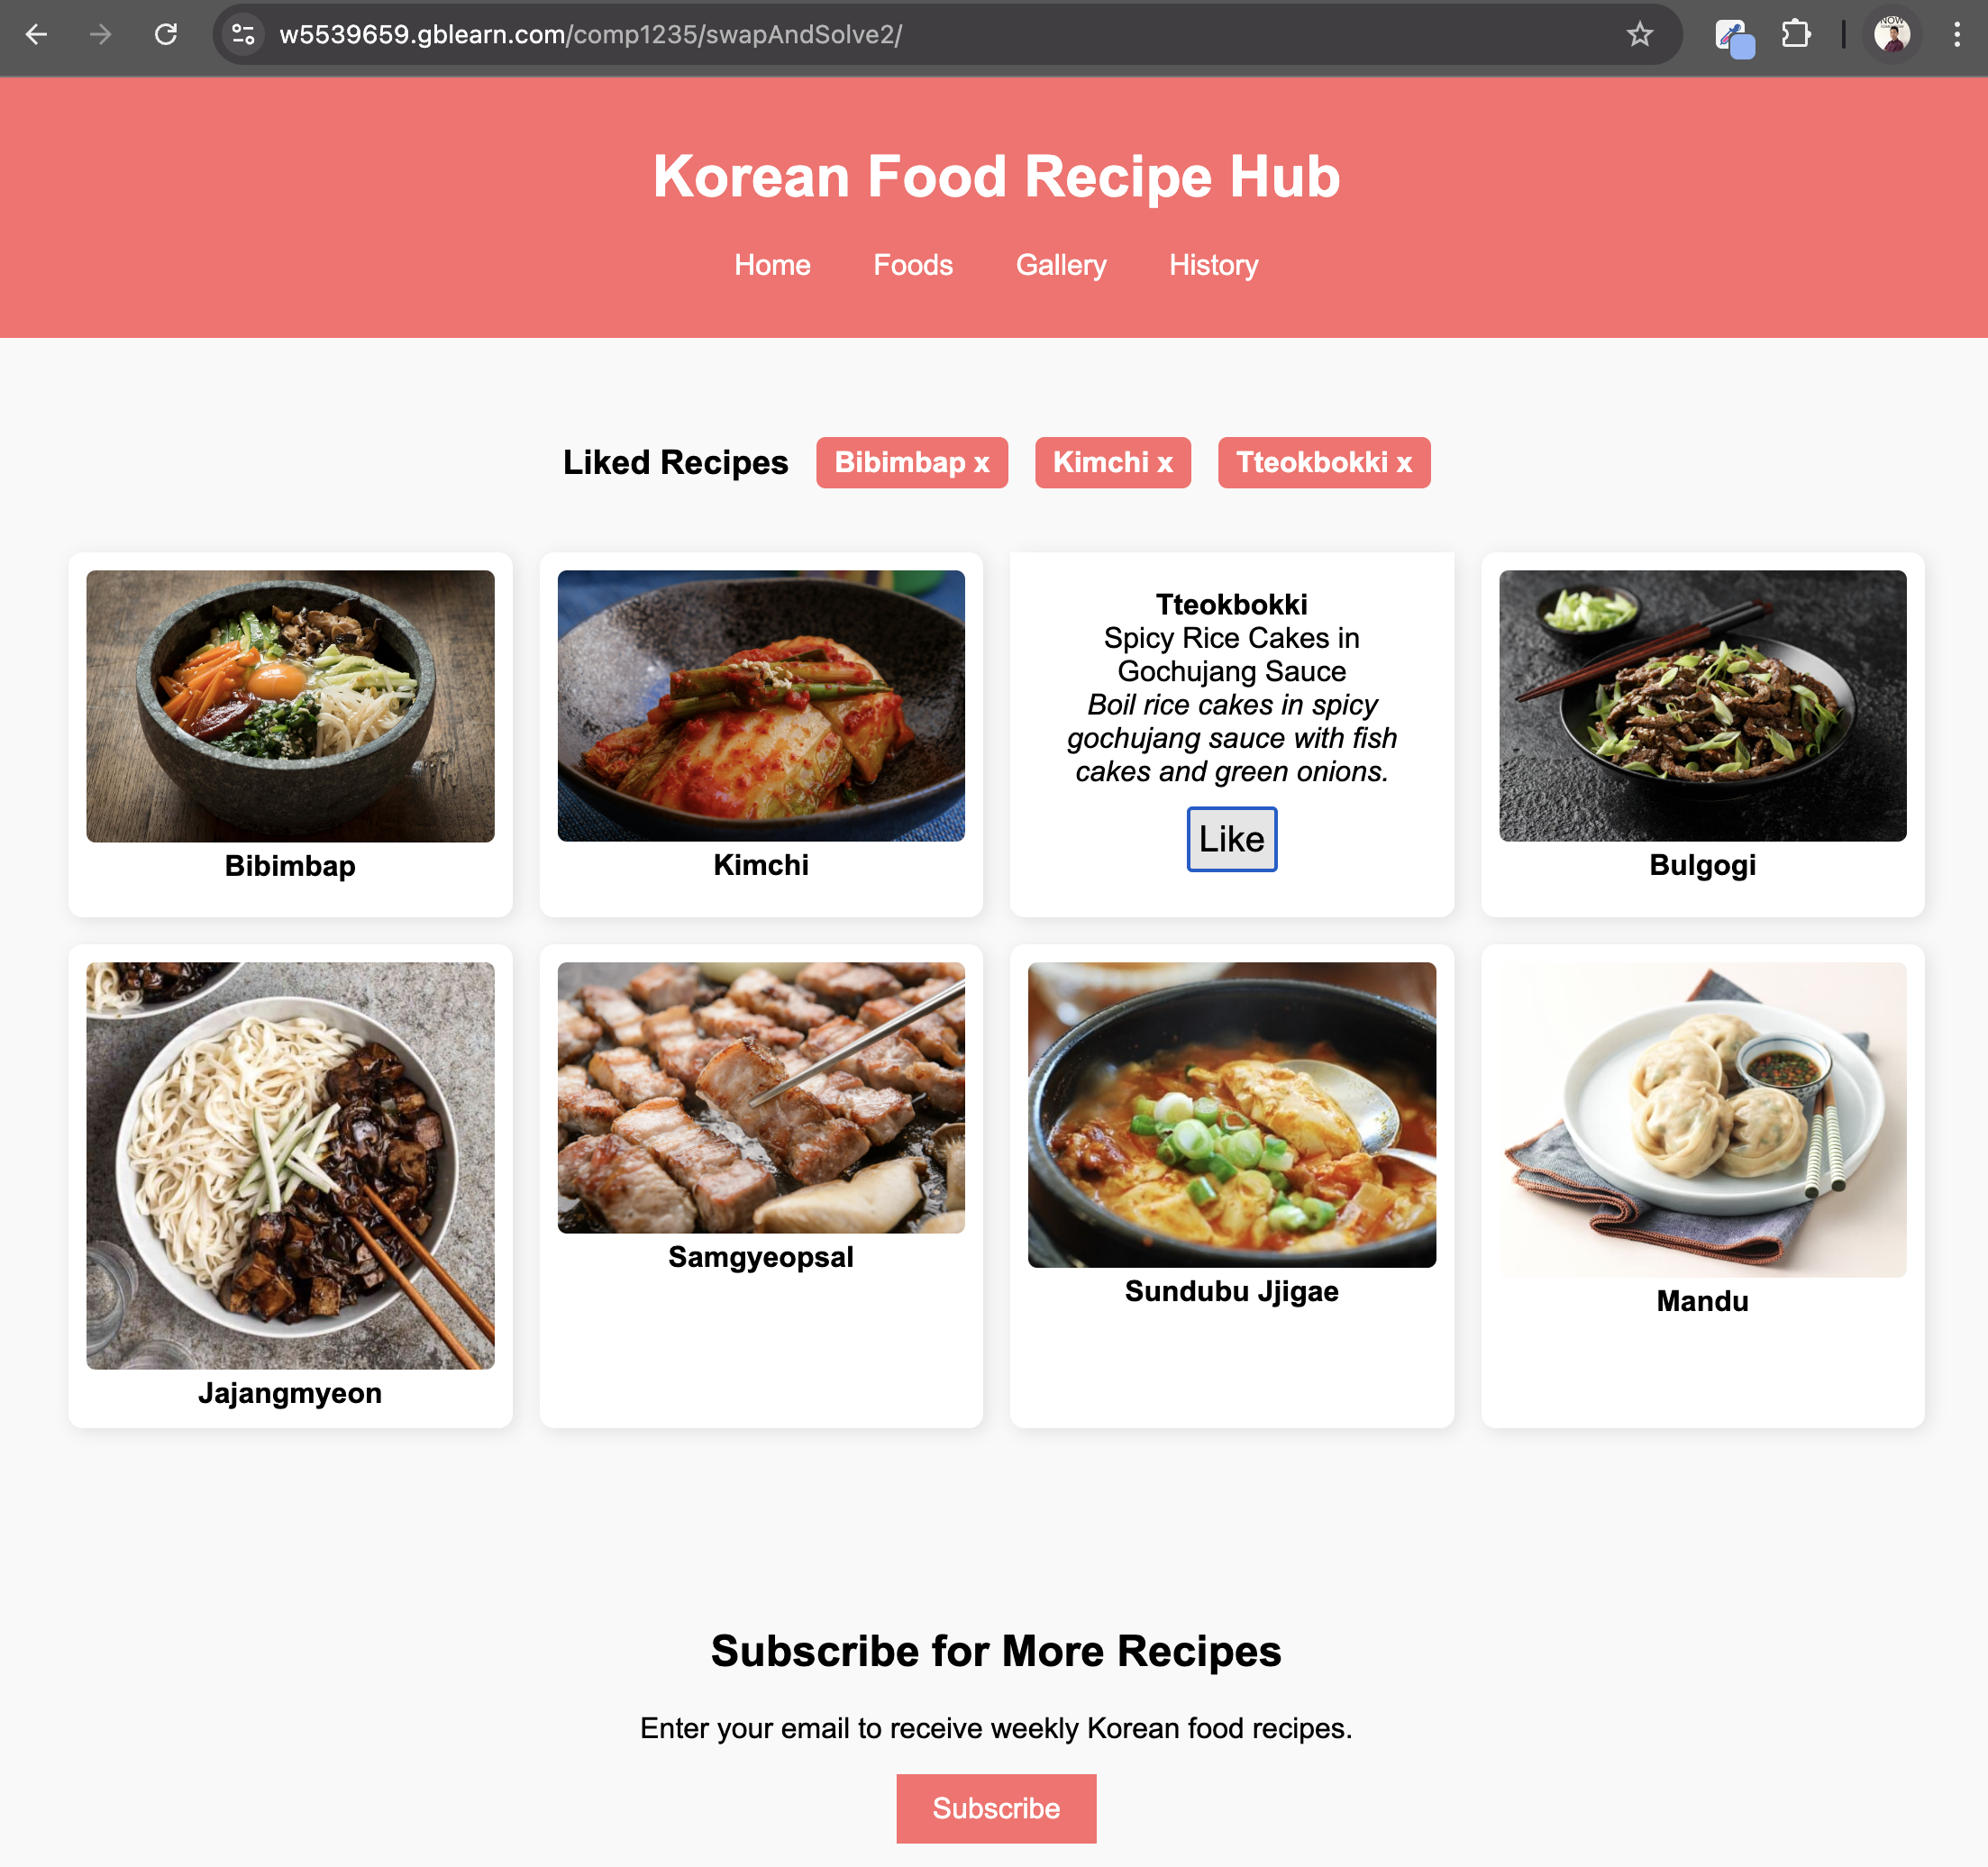 w5539659.gblearn.com/comp1235/swapAndSolve2/
NOW
Korean Food Recipe Hub
Home Foods Gallery History
Liked Recipes Bibimbap x Kimchi x Tteokbokki x
Bibimbap
Kimchi
Tteokbokki
Spicy Rice Cakes in
Gochujang Sauce
Boil rice cakes in spicy
gochujang sauce with fish
cakes and green onions.
Like
Bulgogi
Jajangmyeon
Samgyeopsal
Sundubu Jjigae
Mandu
Subscribe for More Recipes
Enter your email to receive weekly Korean food recipes.
Subscribe